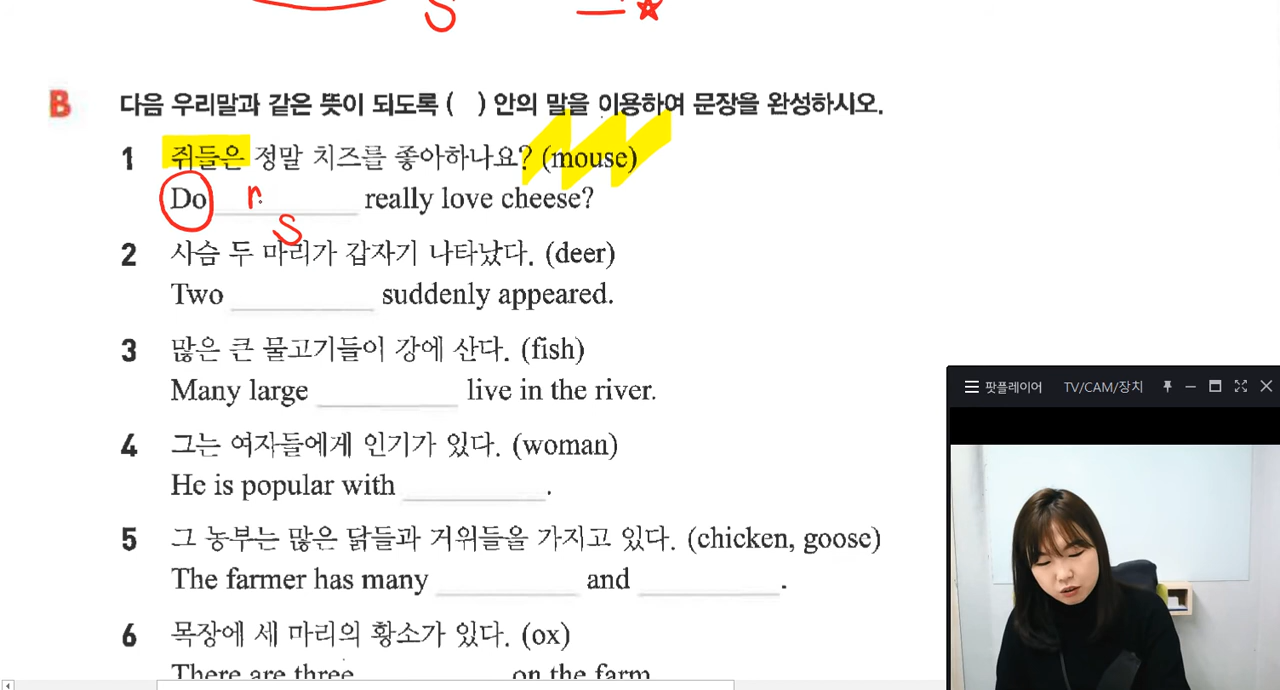 S
B 다음 우리말과 같은 뜻이 되도록 ( ) 안의 말을 이용하여 문장을 완성하시오.
1 쥐들은 정말 치즈를 좋아하나요? (mouse)
Do r really love cheese?
S
2 사슴 두 마리가 갑자기 나타났다. (deer)
Two suddenly appeared.
3 많은 큰 물고기들이 강에 산다. (fish)
Many large live in the river.
4 그는 여자들에게 인기가 있다. (woman)
He is popular with .
5 그 농부는 많은 닭들과 거위들을 가지고 있다. (chicken, goose)
The farmer has many and .
6 목장에 세 마리의 황소가 있다. (ox)
There are three on the farm
팟플레이어 TV/CAM/장치